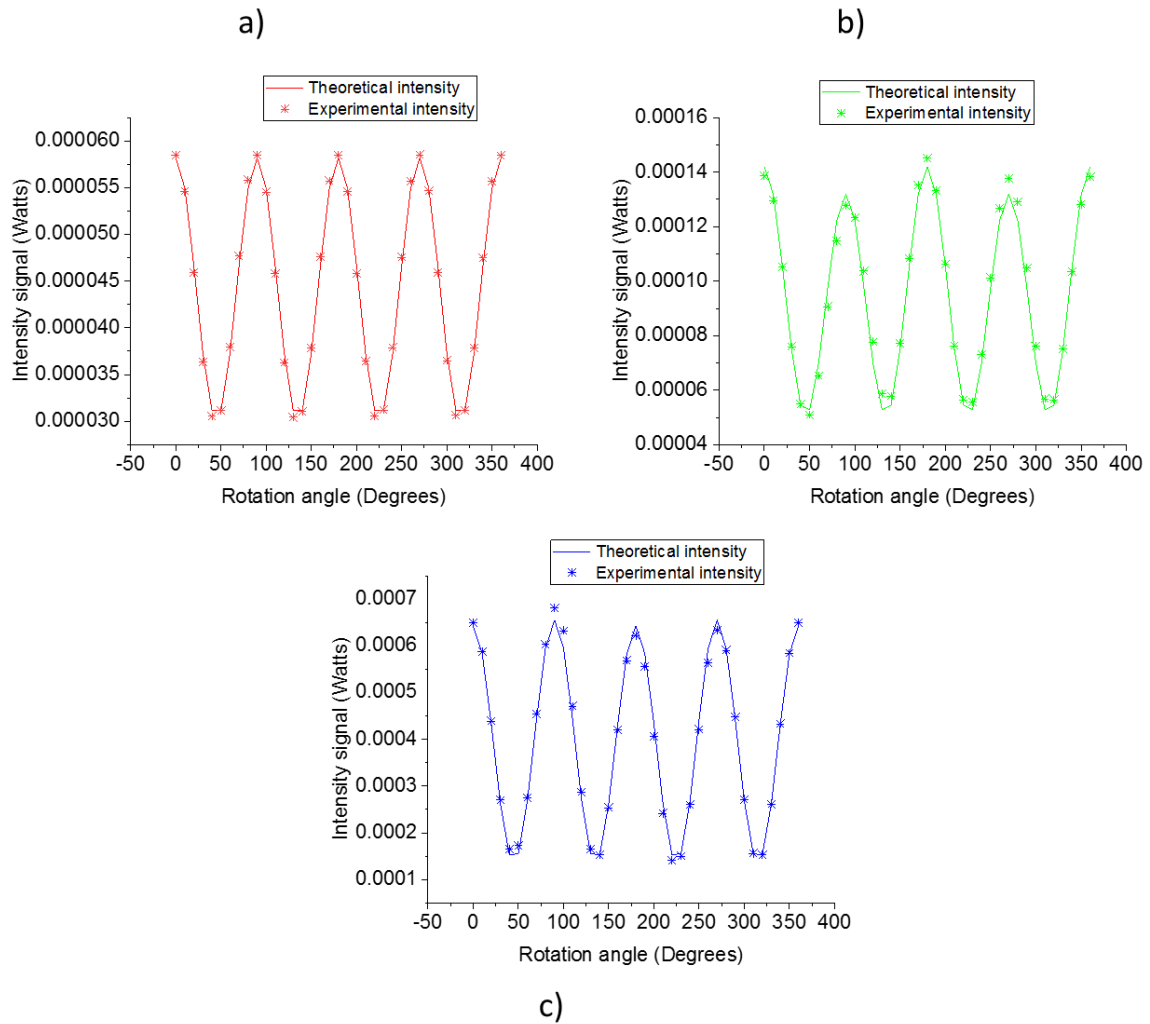 a)
b)
Theoretical intensity
Experimental intensity
0.000060
0.000055
0.000050
0.000045
0.000040
0.000035
0.000030
Intensity signal (Watts)
-50 0 50 100 150 200 250 300 350 400
Rotation angle (Degrees)
Theoretical intensity
Experimental intensity
0.00016
0.00014
0.00012
0.00010
0.00008
0.00006
0.00004
Intensity signal (Watts)
-50 0 50 100 150 200 250 300 350 400
Rotation angle (Degrees)
Theoretical intensity
Experimental intensity
0.0007
0.0006
0.0005
0.0004
0.0003
0.0002
0.0001
Intensity signal (Watts)
-50 0 50 100 150 200 250 300 350 400
Rotation angle (Degrees)
c)